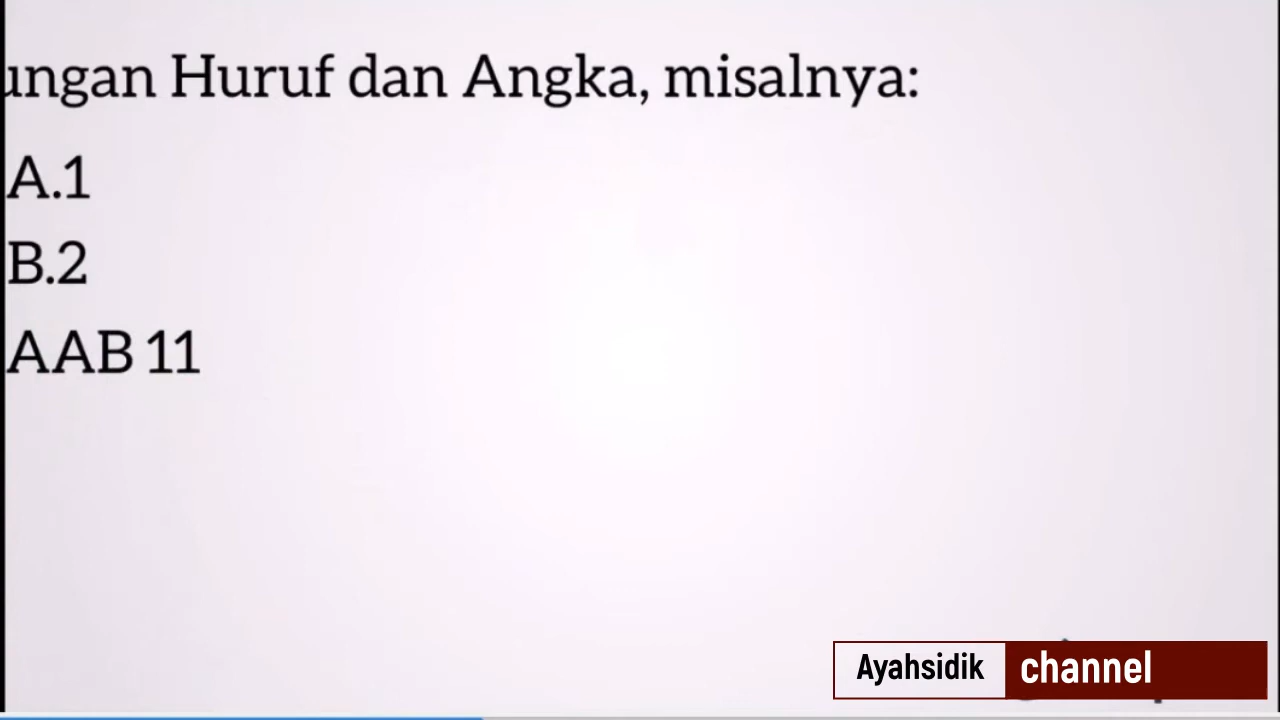 ungan Huruf dan Angka, misalnya:
A.1
B.2
AAB 11
Ayahsidik channel